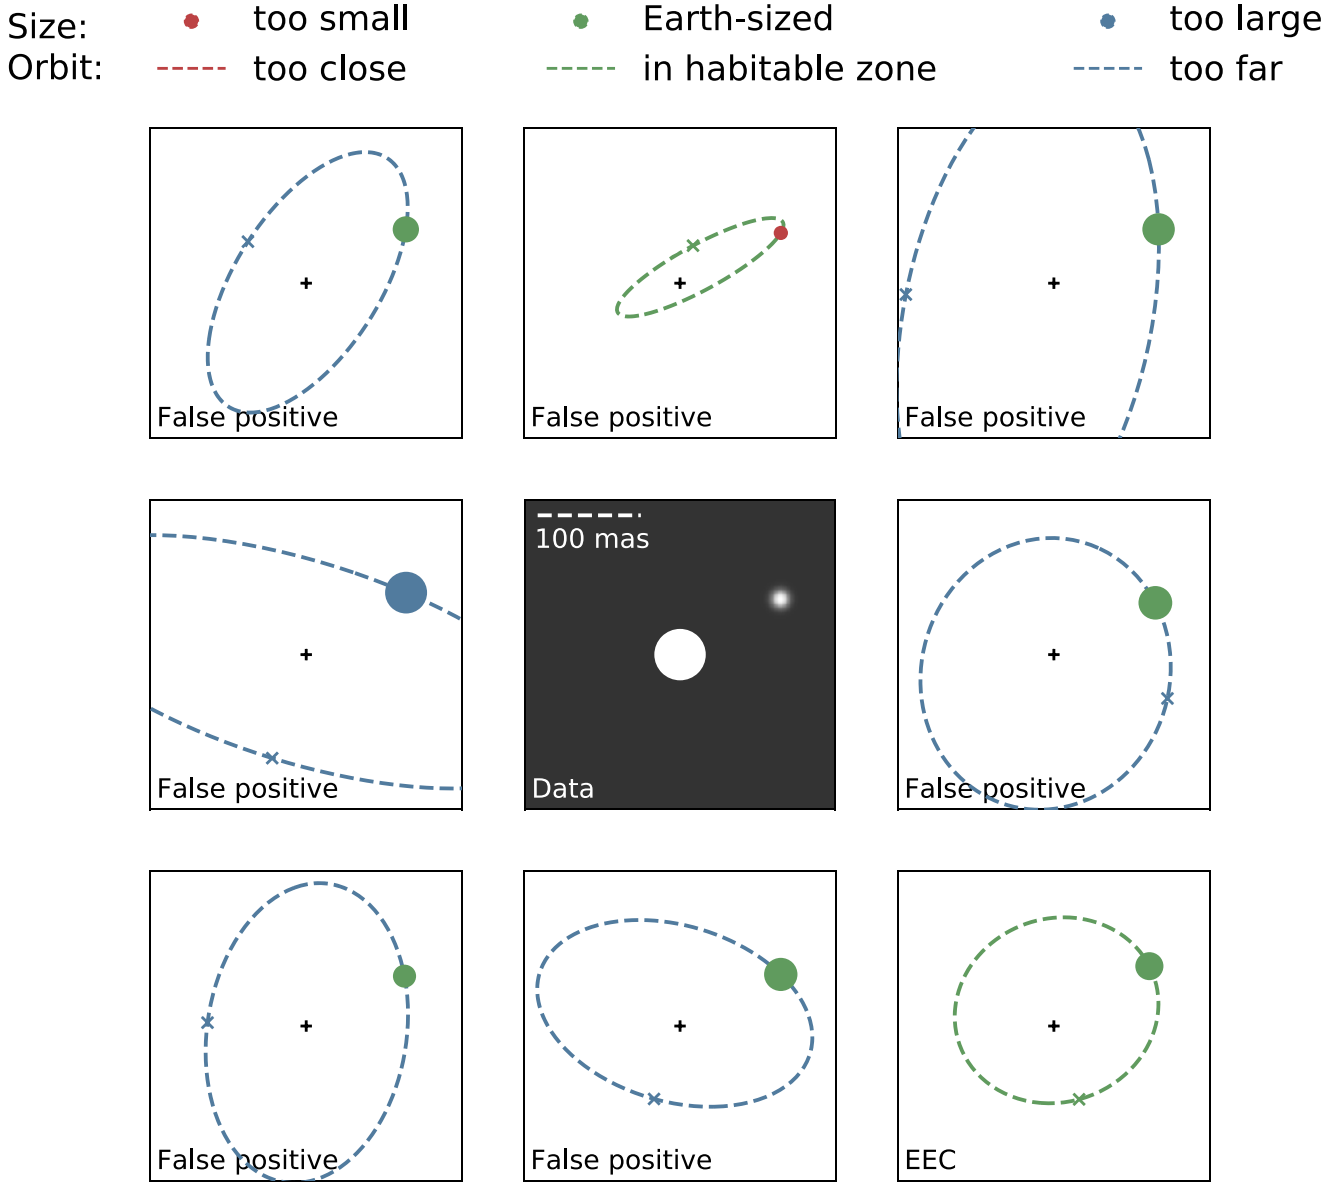 Size: too small Earth-sized too large
Orbit: too close in habitable zone too far
False positive False positive False positive
100 mas
False positive Data False positive
False positive False positive EEC